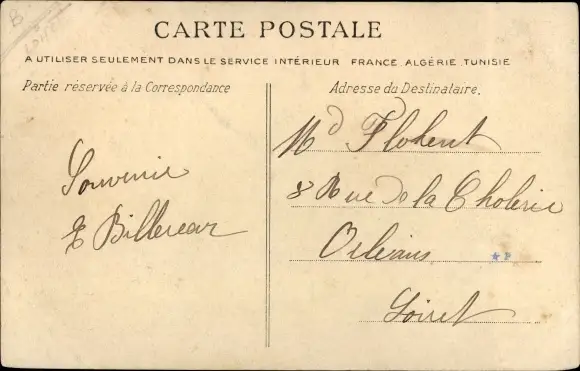 B
CARTE POSTALE
A UTILISER SEULEMENT DANS LE SERVICE INTÉRIEUR FRANCE, ALGÉRIE, TUNISIE
Partie réservée à la Correspondance
Adresse du Destinataire.
Souvenir
E Billereau
Md Flohent
8 Rue de la Cholerie
Orléans
Loiret